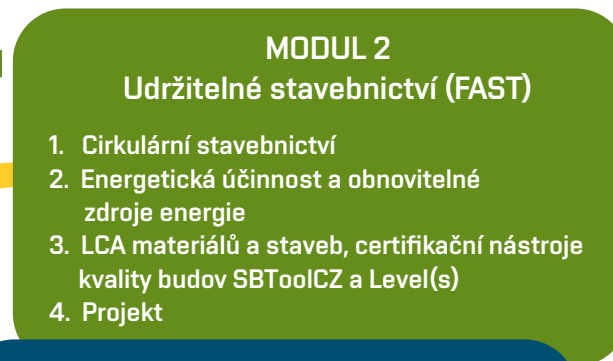 MODUL 2
Udržitelné stavebnictví (FAST)
1. Cirkulární stavebnictví
2. Energetická účinnost a obnovitelné
zdroje energie
3. LCA materiálů a staveb, certifikační nástroje
kvality budov SBToolCZ a Level(s)
4. Projekt